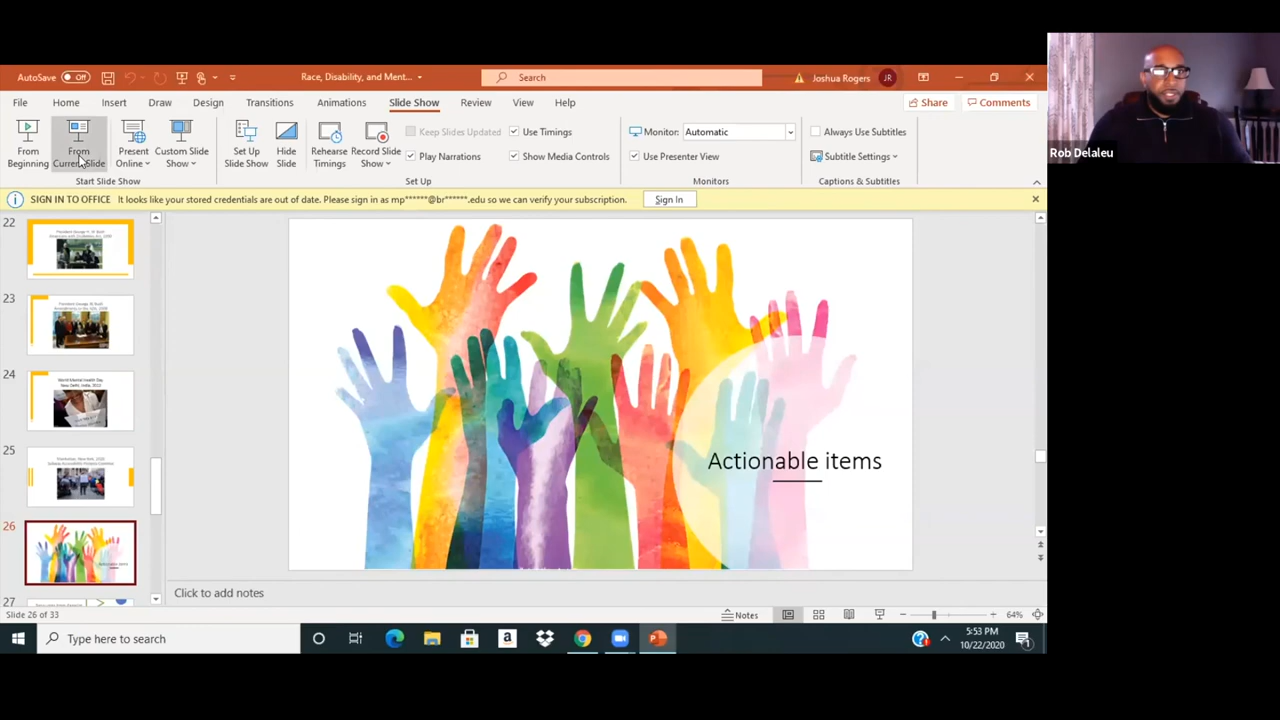 AutoSave Off
Race, Disability, and Ment...
Search
Joshua Rogers JR
File Home Insert Draw Design Transitions Animations Slide Show Review View Help
Share Comments
From Beginning
From Current Slide
Present Online
Custom Slide Show
Set Up Slide Show
Hide Slide
Rehearse Timings
Record Slide Show
Keep Slides Updated
Play Narrations
Use Timings
Show Media Controls
Monitor: Automatic
Use Presenter View
Always Use Subtitles
Subtitle Settings
Start Slide Show
Set Up
Monitors
Captions & Subtitles
SIGN IN TO OFFICE It looks like your stored credentials are out of date. Please sign in as mp******@br******.edu so we can verify your subscription. Sign In
22
23
24
World Mental Health Day
25
26
Actionable items
27
Actionable items
Click to add notes
Slide 26 of 33
Notes
64%
Type here to search
5:53 PM
10/22/2020
Rob Delaleu